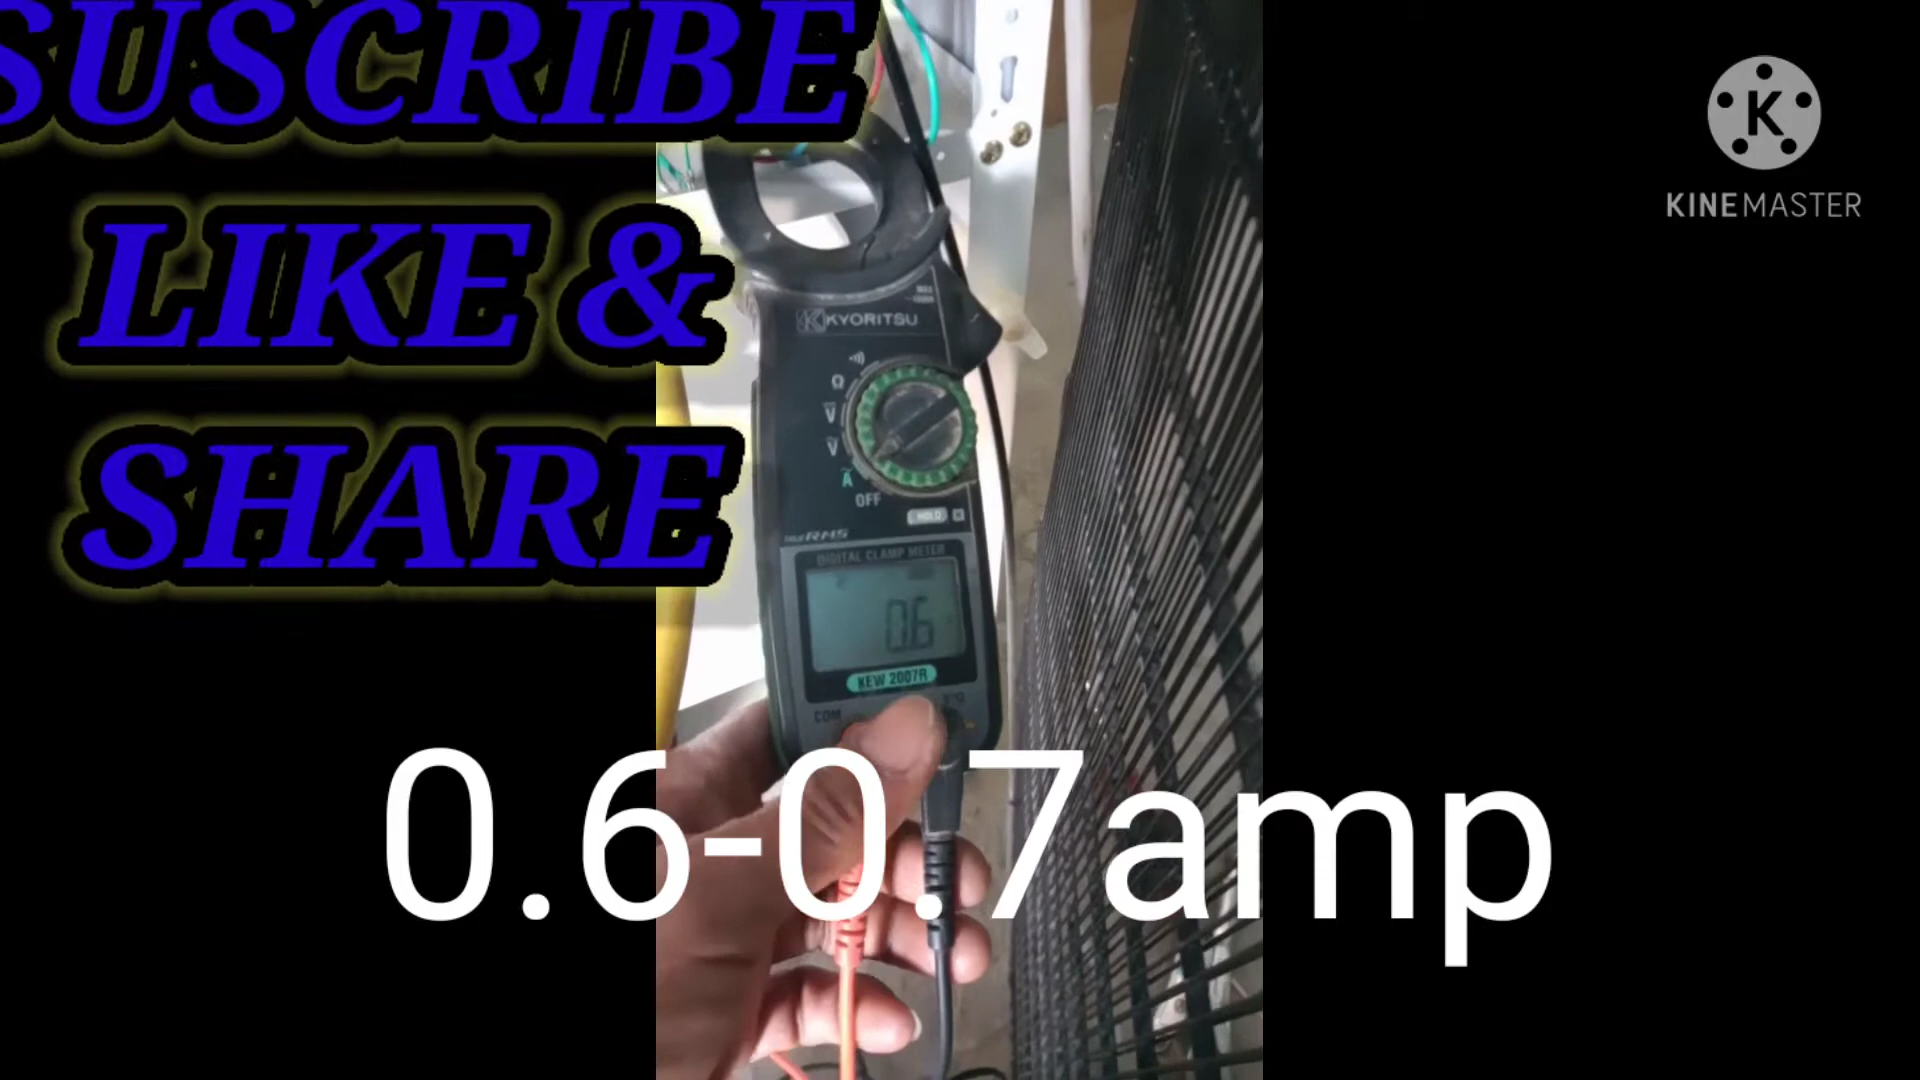 SUSCRIBE
LIKE &
SHARE
KINEMASTER
K
KYORITSU
Ω
V
V
A
OFF
HOLD
RMS
DIGITAL CLAMP METER
0.6
KEW 2007R
COM
0.6-0.7amp